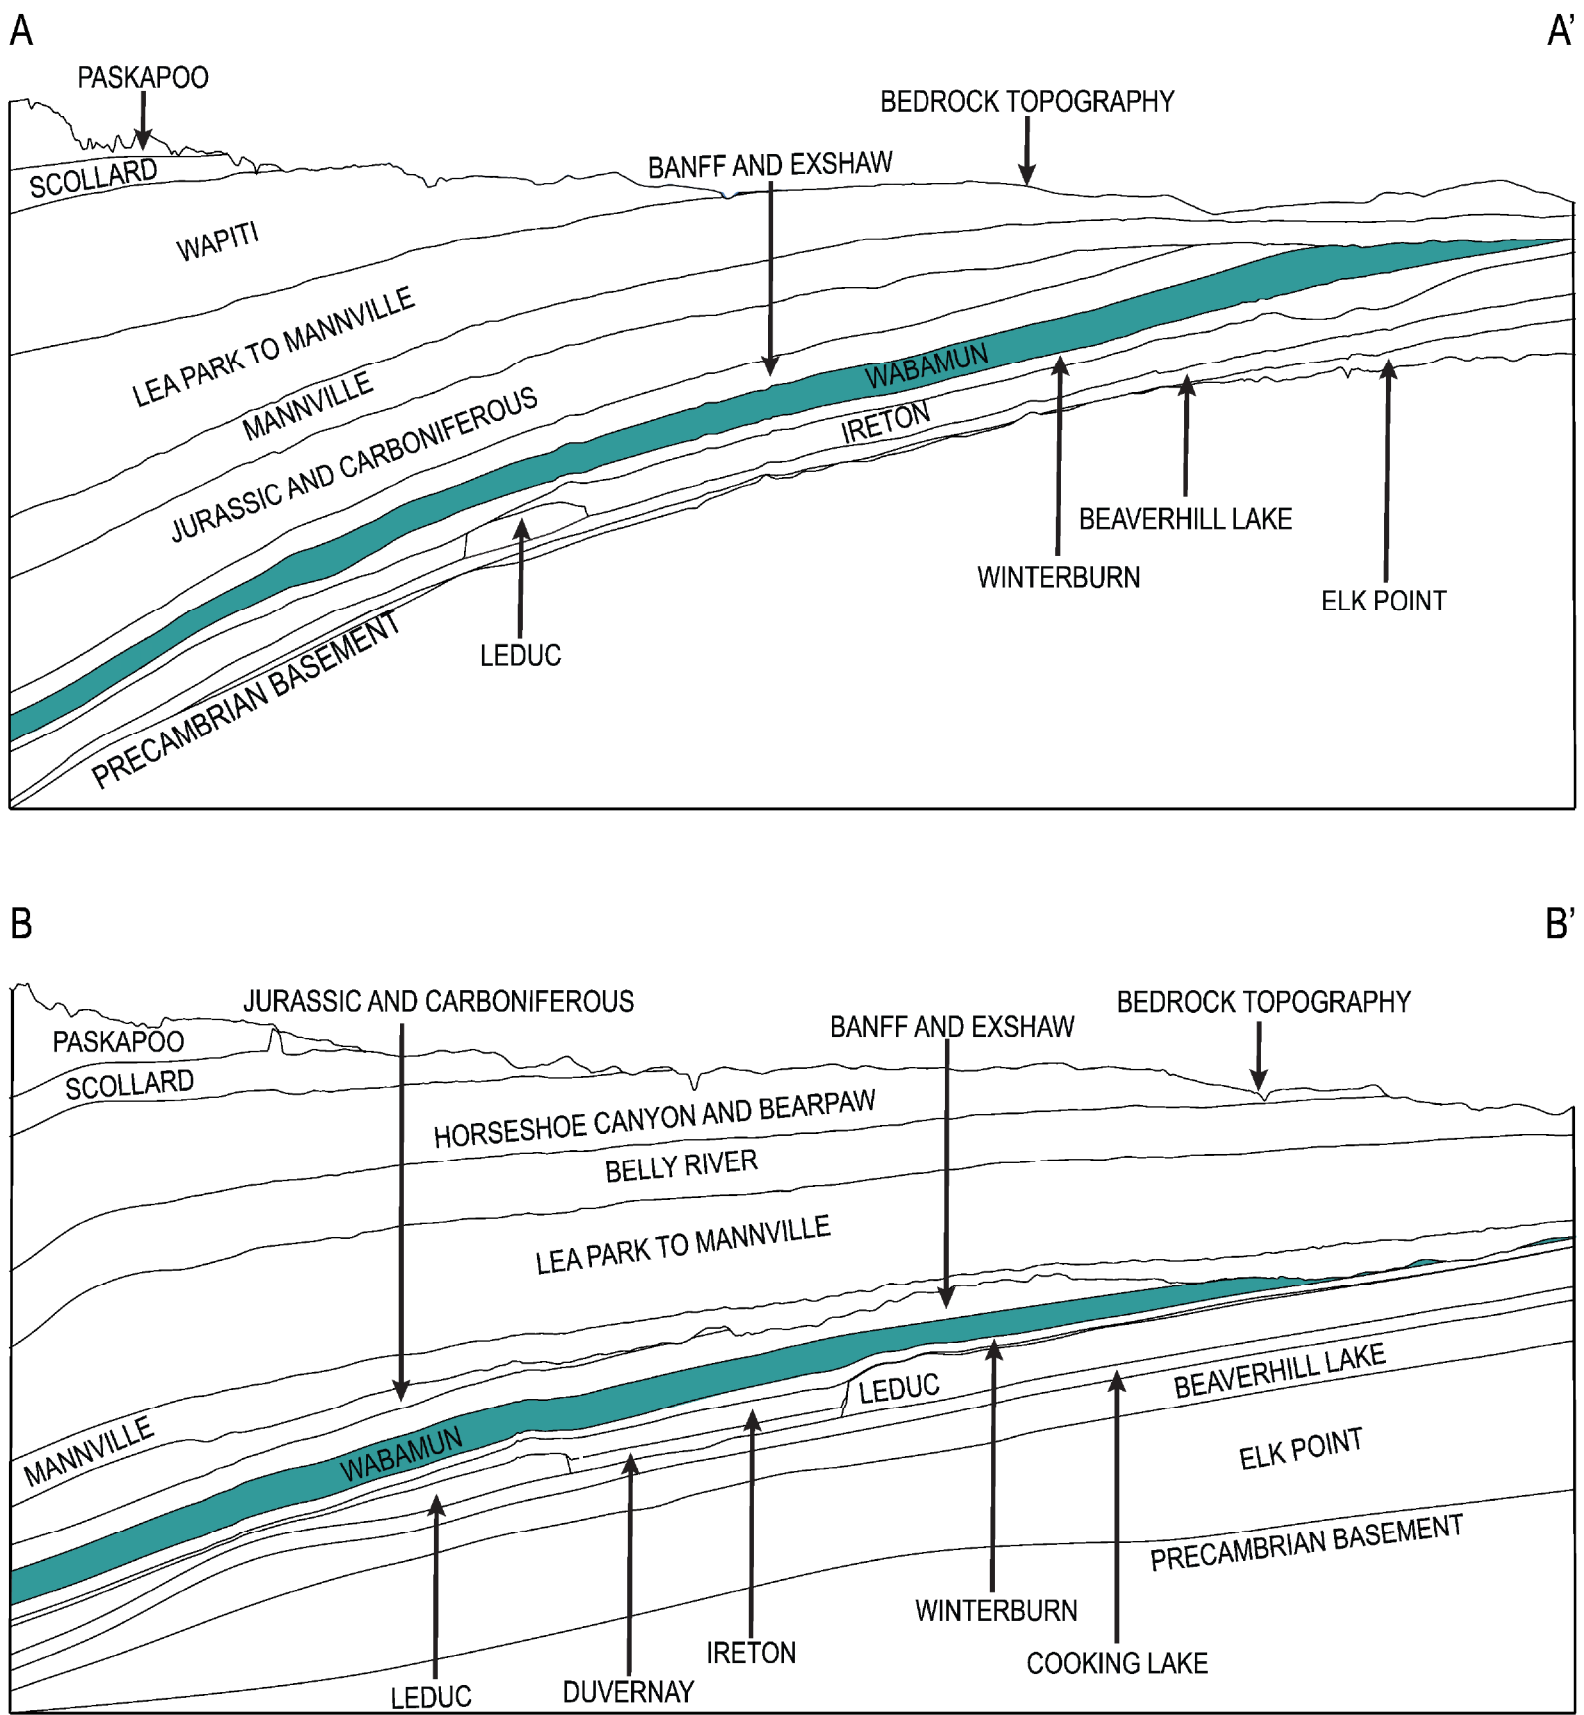 A
A’
PASKAPOO
BEDROCK TOPOGRAPHY
BANFF AND EXSHAW
SCOLLARD
WAPITI
LEA PARK TO MANNVILLE
MANNVILLE
JURASSIC AND CARBONIFEROUS
WABAMUN
IRETON
BEAVERHILL LAKE
WINTERBURN
ELK POINT
LEDUC
PRECAMBRIAN BASEMENT
B
B’
JURASSIC AND CARBONIFEROUS
BEDROCK TOPOGRAPHY
BANFF AND EXSHAW
PASKAPOO
SCOLLARD
HORSESHOE CANYON AND BEARPAW
BELLY RIVER
LEA PARK TO MANNVILLE
MANNVILLE
WABAMUN
LEDUC
BEAVERHILL LAKE
ELK POINT
PRECAMBRIAN BASEMENT
WINTERBURN
IRETON
COOKING LAKE
DUVERNAY
LEDUC